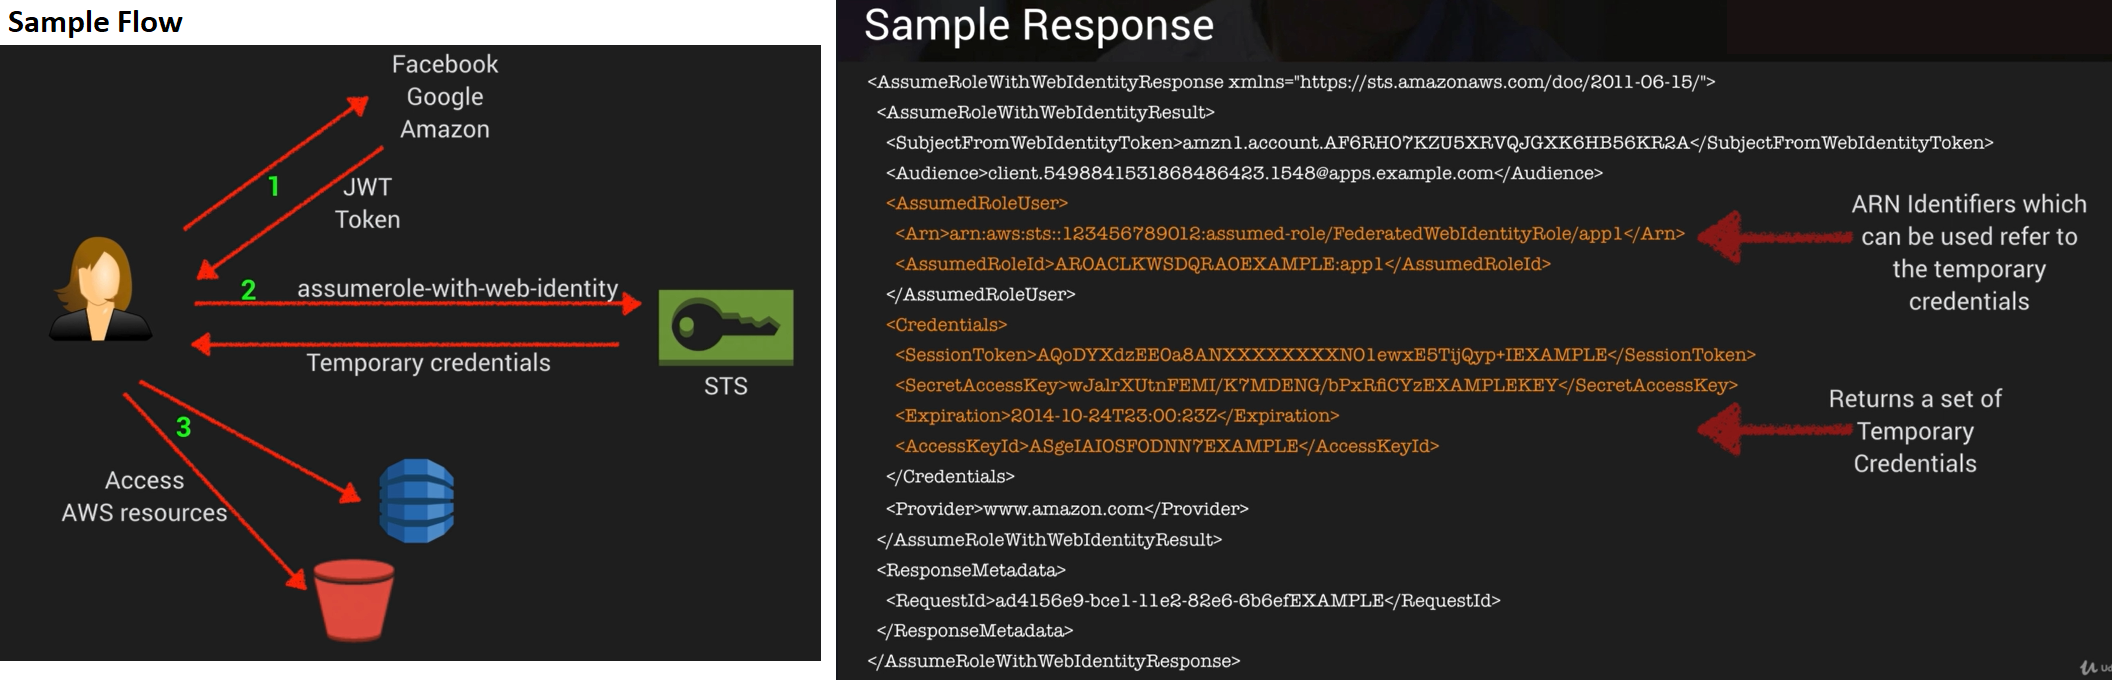 Sample Flow
Facebook
Google
Amazon
1
JWT
Token
2 assumerole-with-web-identity
Temporary credentials
STS
3
Access
AWS resources
Sample Response
<AssumeRoleWithWebIdentityResponse xmlns="https://sts.amazonaws.com/doc/2011-06-15/">
<AssumeRoleWithWebIdentityResult>
<SubjectFromWebIdentityToken>amzn1.account.AF6RHO7KZU5XRVQJGXK6HB56KR2A</SubjectFromWebIdentityToken>
<Audience>client.5498841531868486423.1548@apps.example.com</Audience>
<AssumedRoleUser>
<Arn>arn:aws:sts::123456789012:assumed-role/FederatedWebIdentityRole/app1</Arn>
<AssumedRoleId>AROACLKWSDQRAOEXAMPLE:app1</AssumedRoleId>
</AssumedRoleUser>
<Credentials>
<SessionToken>AQoDYXdzEE0a8ANXXXXXXXXNO1ewxE5TijQyp+IEXAMPLE</SessionToken>
<SecretAccessKey>wJalrXUtnFEMI/K7MDENG/bPxRfiCYzEXAMPLEKEY</SecretAccessKey>
<Expiration>2014-10-24T23:00:23Z</Expiration>
<AccessKeyId>ASgeIAIOSFODNN7EXAMPLE</AccessKeyId>
</Credentials>
<Provider>www.amazon.com</Provider>
</AssumeRoleWithWebIdentityResult>
<ResponseMetadata>
<RequestId>ad4156e9-bce1-11e2-82e6-6b6efEXAMPLE</RequestId>
</ResponseMetadata>
</AssumeRoleWithWebIdentityResponse>
ARN Identifiers which
can be used refer to
the temporary
credentials
Returns a set of
Temporary
Credentials